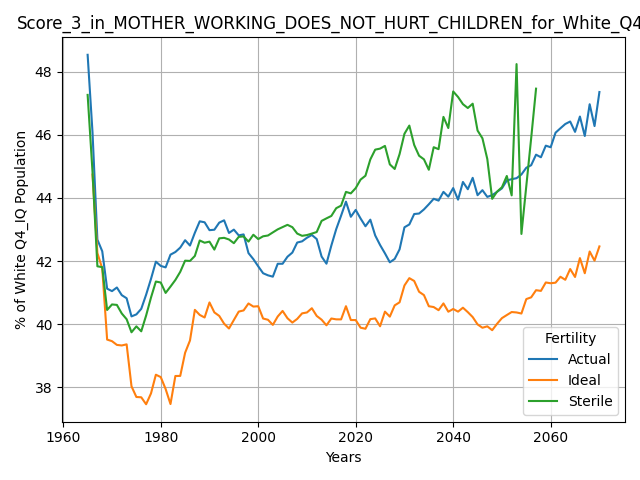 Score_3_in_MOTHER_WORKING_DOES_NOT_HURT_CHILDREN_for_White_Q4
% of White Q4_IQ Population
48
46
44
42
40
38
1960
1980
2000
2020
2040
2060
Years
Fertility
Actual
Ideal
Sterile